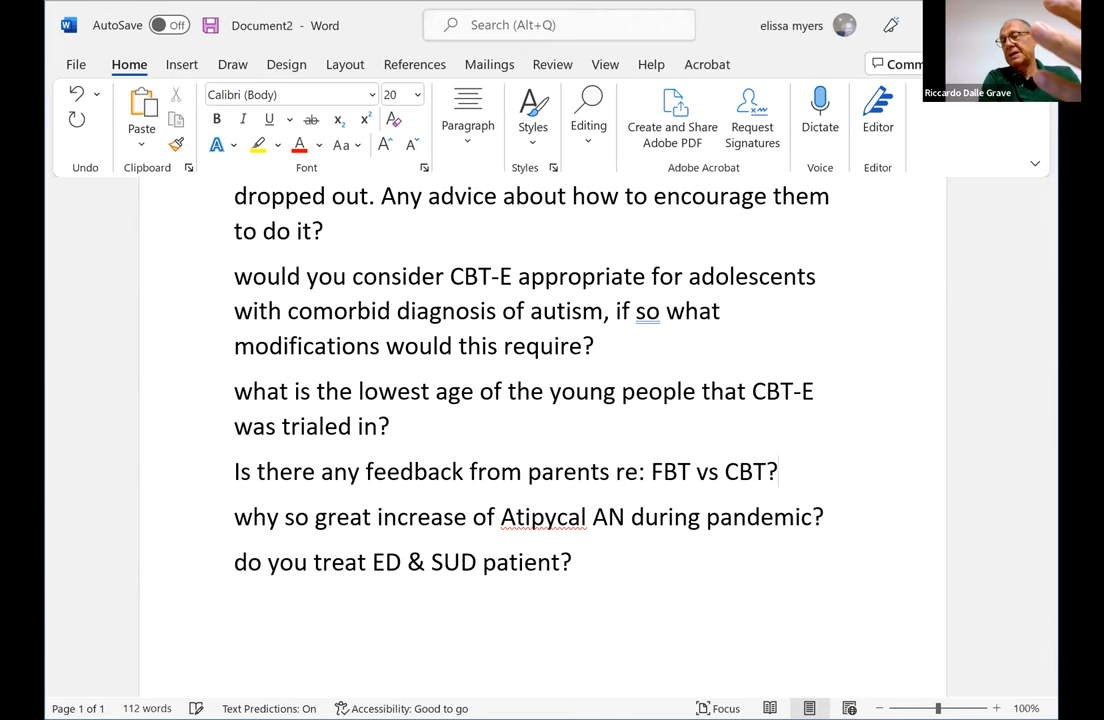 AutoSave Off Document2 - Word Search (Alt+Q) elissa myers
File Home Insert Draw Design Layout References Mailings Review View Help Acrobat Comm
Riccardo Dalle Grave
Calibri (Body) 20
Paste Paragraph Styles Editing Create and Share Adobe PDF Request Signatures Dictate Editor
Undo Clipboard Font Styles Adobe Acrobat Voice Editor
dropped out. Any advice about how to encourage them
to do it?
would you consider CBT-E appropriate for adolescents
with comorbid diagnosis of autism, if so what
modifications would this require?
what is the lowest age of the young people that CBT-E
was trialed in?
Is there any feedback from parents re: FBT vs CBT?
why so great increase of Atipycal AN during pandemic?
do you treat ED & SUD patient?
Page 1 of 1 112 words Text Predictions: On Accessibility: Good to go Focus 100%